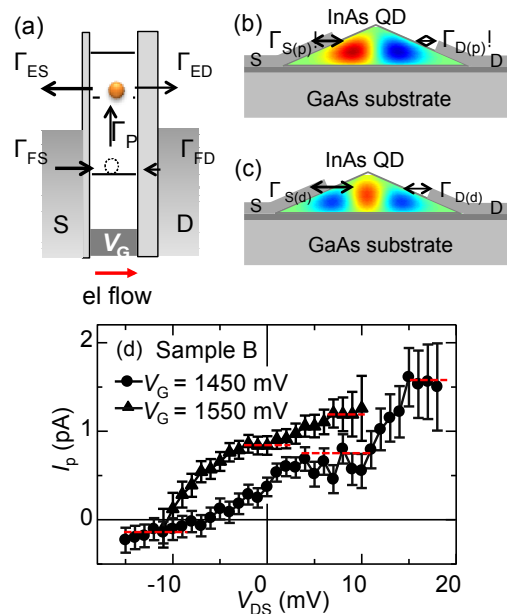 (a)
Γ_ES
Γ_ED
Γ_P
Γ_FS
Γ_FD
S
V_G
D
el flow
(b)
InAs QD
Γ_S(p)!
Γ_D(p)!
S
D
GaAs substrate
(c)
InAs QD
Γ_S(d)
Γ_D(d)
S
D
GaAs substrate
(d) Sample B
V_G = 1450 mV
V_G = 1550 mV
2
1
0
I_p (pA)
-10
0
10
20
V_DS (mV)